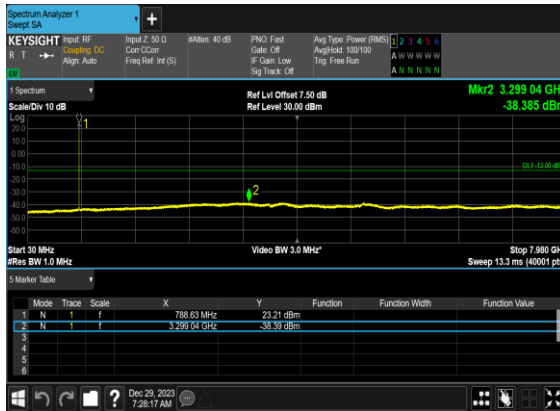 Spectrum Analyzer 1
Swept SA
+
KEYSIGHT Input: RF Input Z: 50 Ω #Atten: 40 dB PNO: Fast Avg Type: Power (RMS) 1 2 3 4 5 6
R T Coupling: DC Corr CCorr Gate: Off Avg|Hold: 100/100 A W W W W W
Align: Auto Freq Ref: Int (S) IF Gain: Low Trig: Free Run
Sig Track: Off A N N N N N
LXI
1 Spectrum Ref Lvl Offset 7.50 dB Mkr2 3.299 04 GHz
Scale/Div 10 dB Ref Level 30.00 dBm -38.385 dBm
Log
20.0
10.0
0.00
-10.0
-20.0
-30.0
-40.0
-50.0
-60.0
1
2
DL1 -13.00 dBm
Start 30 MHz Video BW 3.0 MHz* Stop 7.980 GHz
#Res BW 1.0 MHz Sweep 13.3 ms (40001 pts)
5 Marker Table
Mode Trace Scale X Y Function Function Width Function Value
1 N 1 f 788.63 MHz 23.21 dBm
2 N 1 f 3.299 04 GHz -38.39 dBm
3
4
5
6
? Dec 29, 2023
7:28:17 AM